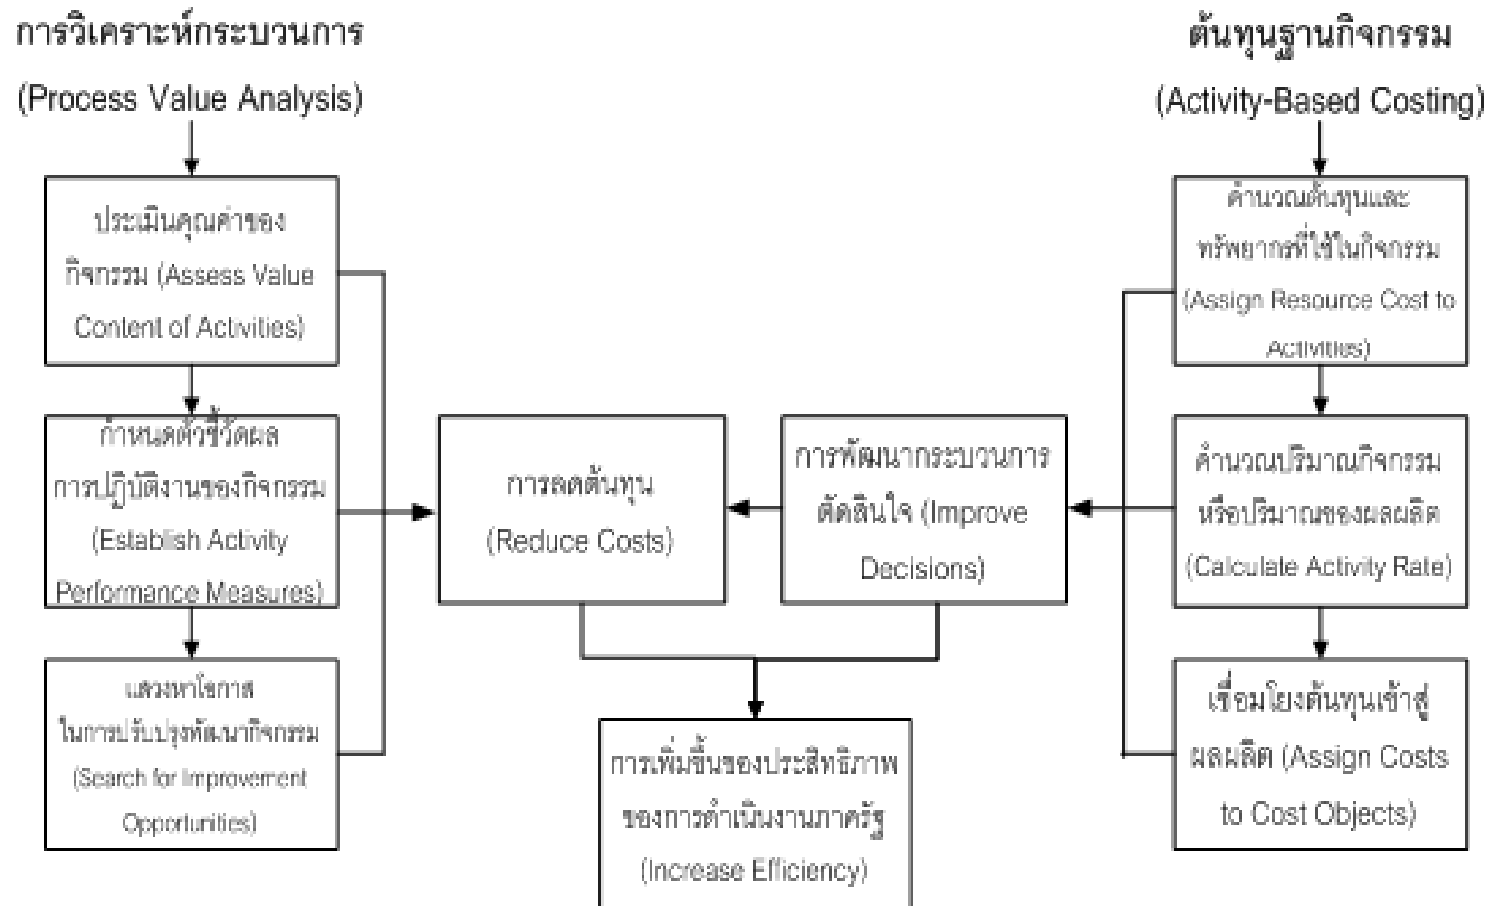 การวิเคราะห์กระบวนการ
(Process Value Analysis)
ประเมินคุณค่าของ
กิจกรรม (Assess Value
Content of Activities)
กำหนดตัวชี้วัดผล
การปฏิบัติงานของกิจกรรม
(Establish Activity
Performance Measures)
แสวงหาโอกาส
ในการปรับปรุงพัฒนากิจกรรม
(Search for Improvement
Opportunities)
การลดต้นทุน
(Reduce Costs)
การพัฒนากระบวนการ
ตัดสินใจ (Improve
Decisions)
การเพิ่มขึ้นของประสิทธิภาพ
ของการดำเนินงานภาครัฐ
(Increase Efficiency)
ต้นทุนฐานกิจกรรม
(Activity-Based Costing)
คำนวณต้นทุนและ
ทรัพยากรที่ใช้ในกิจกรรม
(Assign Resource Cost to
Activities)
คำนวณปริมาณกิจกรรม
หรือปริมาณของผลผลิต
(Calculate Activity Rate)
เชื่อมโยงต้นทุนเข้าสู่
ผลผลิต (Assign Costs
to Cost Objects)